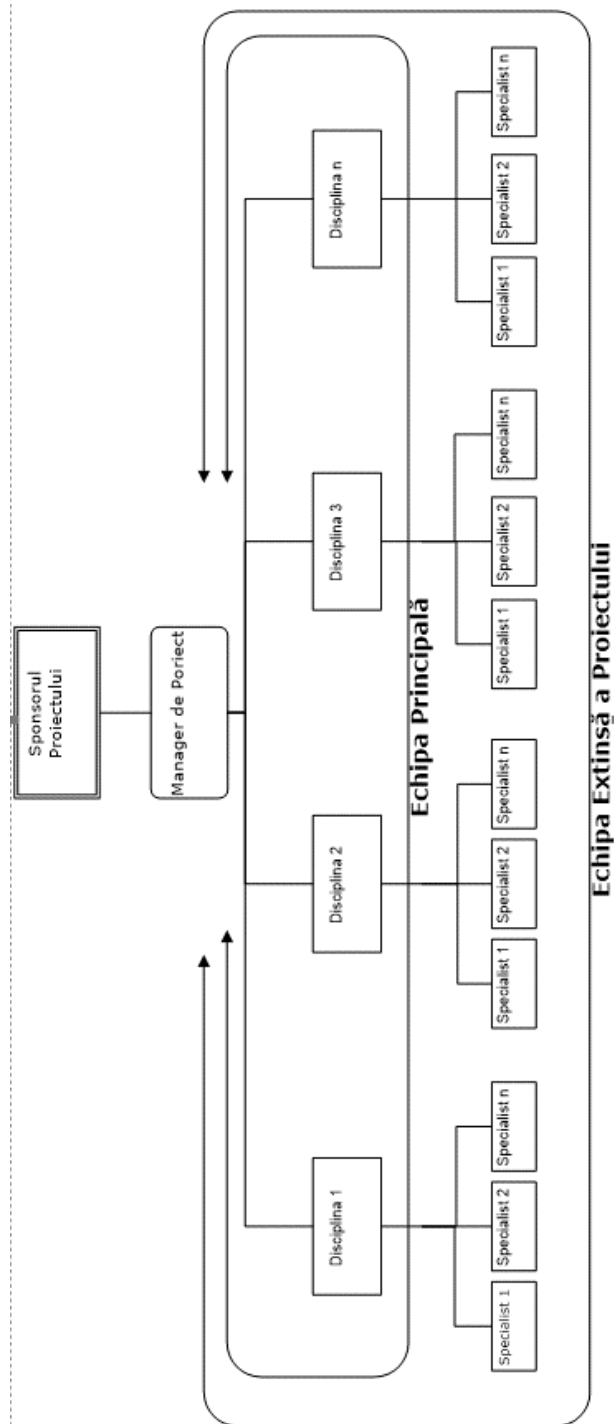 Sponsorul
Proiectului
Manager de Poriect
Disciplina 1
Disciplina 2
Disciplina 3
Disciplina n
Echipa Principală
Specialist 1
Specialist 2
Specialist n
Specialist 1
Specialist 2
Specialist n
Specialist 1
Specialist 2
Specialist n
Specialist 1
Specialist 2
Specialist n
Echipa Extinsă a Proiectului